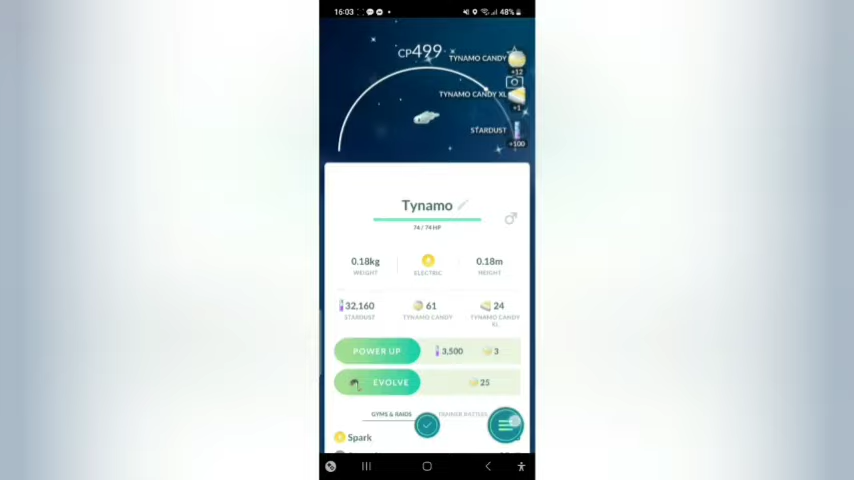 16:03
48%
CP499
TYNAMO CANDY
+12
TYNAMO CANDY XL
+1
STARDUST
+100
Tynamo
74 / 74 HP
0.18kg
WEIGHT
ELECTRIC
0.18m
HEIGHT
32,160
STARDUST
61
TYNAMO CANDY
24
TYNAMO CANDY
XL
POWER UP
3,500
3
EVOLVE
25
GYMS & RAIDS
TRAINER BATTLES
Spark